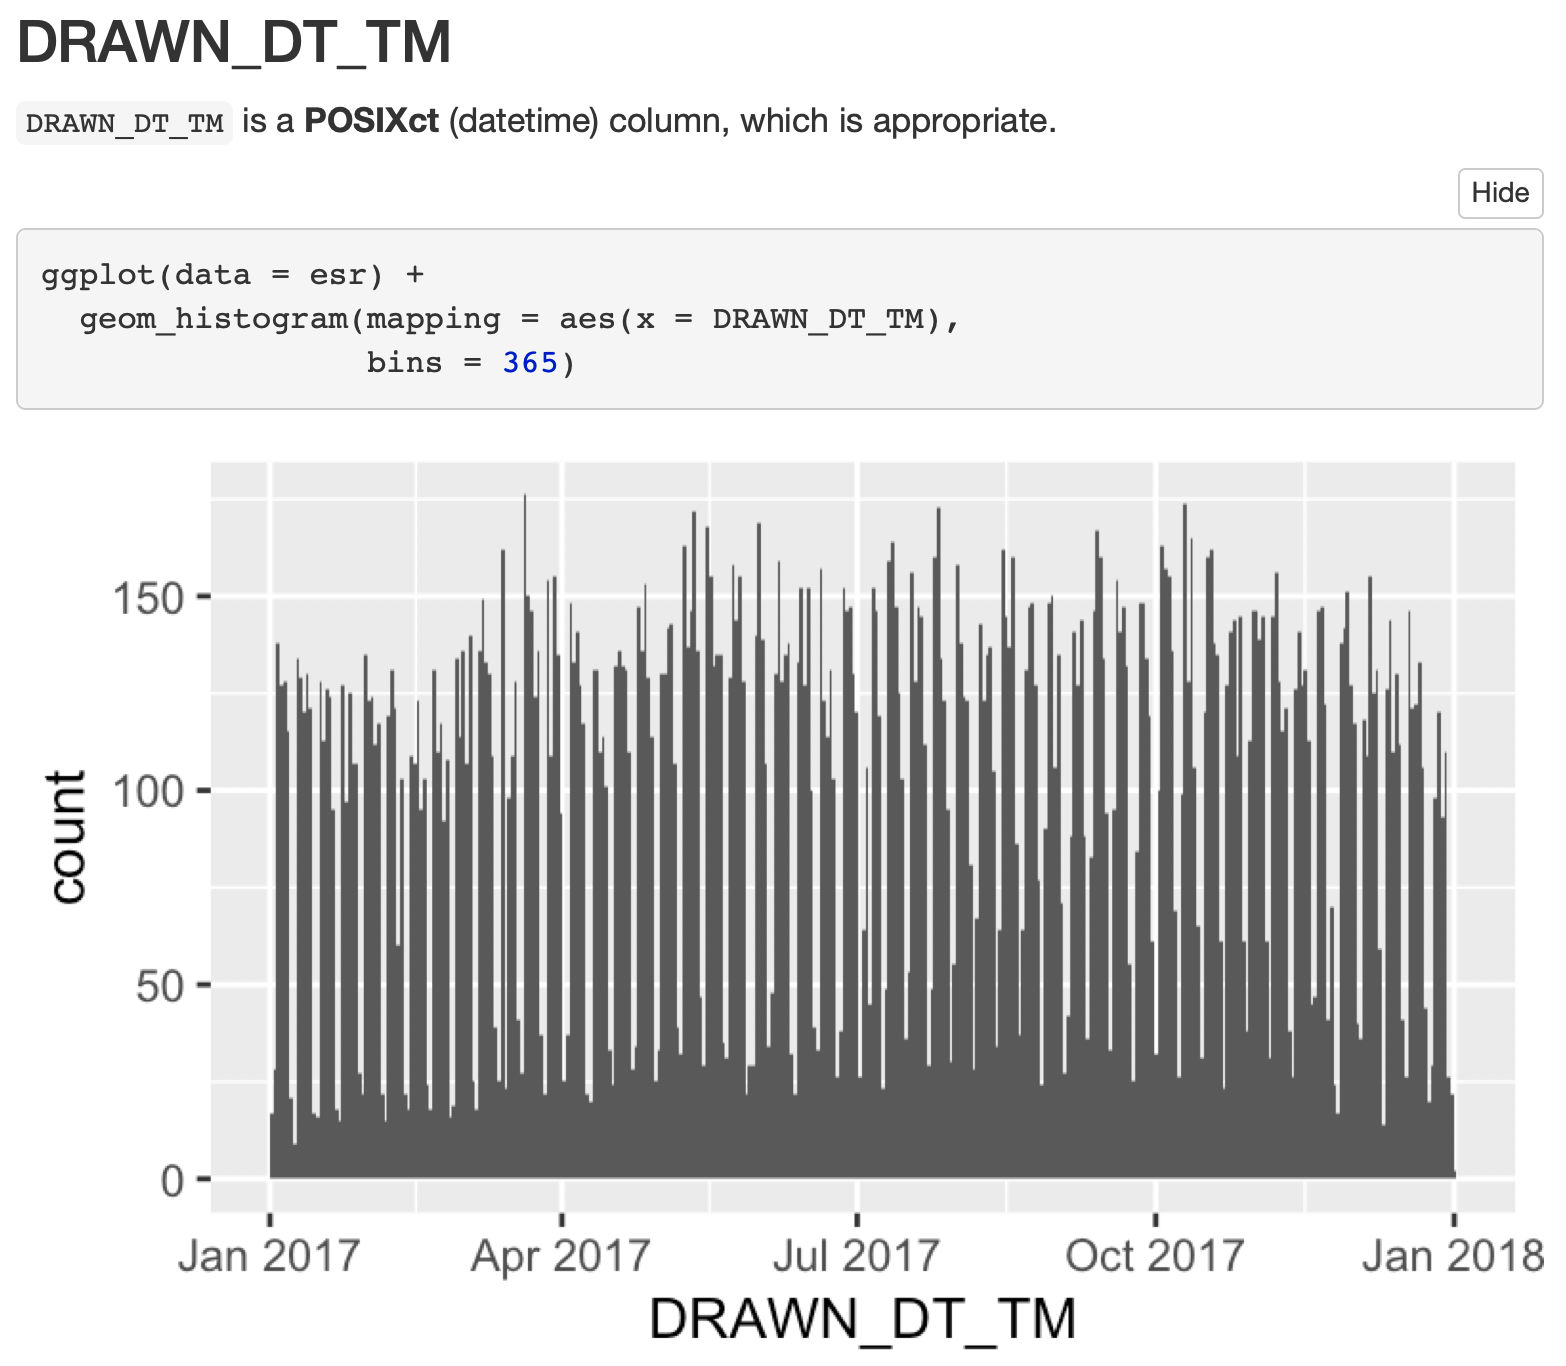 DRAWN_DT_TM
DRAWN_DT_TM is a POSIXct (datetime) column, which is appropriate.
Hide
ggplot(data = esr) +
  geom_histogram(mapping = aes(x = DRAWN_DT_TM),
                 bins = 365)
150
100
50
0
count
Jan 2017 Apr 2017 Jul 2017 Oct 2017 Jan 2018
DRAWN_DT_TM